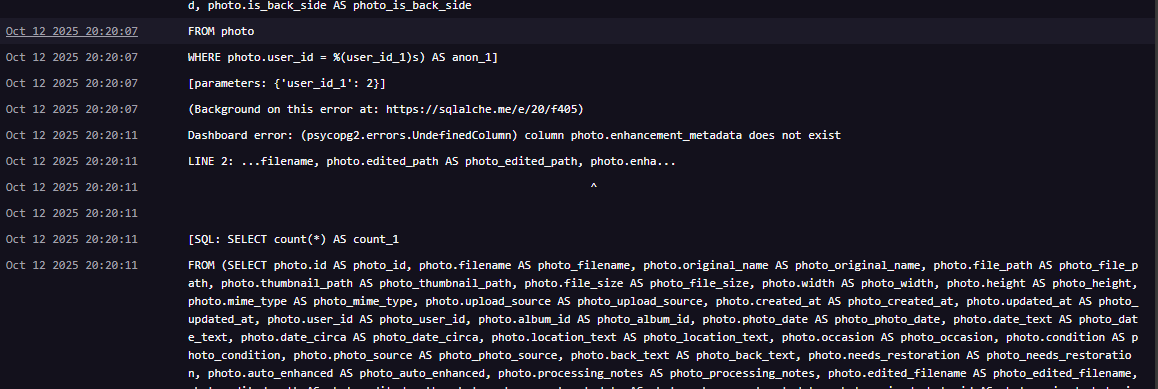 d, photo.is_back_side AS photo_is_back_side
Oct 12 2025 20:20:07 FROM photo
Oct 12 2025 20:20:07 WHERE photo.user_id = %(user_id_1)s) AS anon_1]
Oct 12 2025 20:20:07 [parameters: {'user_id_1': 2}]
Oct 12 2025 20:20:07 (Background on this error at: https://sqlalche.me/e/20/f405)
Oct 12 2025 20:20:11 Dashboard error: (psycopg2.errors.UndefinedColumn) column photo.enhancement_metadata does not exist
Oct 12 2025 20:20:11 LINE 2: ...filename, photo.edited_path AS photo_edited_path, photo.enha...
Oct 12 2025 20:20:11 ^
Oct 12 2025 20:20:11
Oct 12 2025 20:20:11 [SQL: SELECT count(*) AS count_1
Oct 12 2025 20:20:11 FROM (SELECT photo.id AS photo_id, photo.filename AS photo_filename, photo.original_name AS photo_original_name, photo.file_path AS photo_file_p
ath, photo.thumbnail_path AS photo_thumbnail_path, photo.file_size AS photo_file_size, photo.width AS photo_width, photo.height AS photo_height,
photo.mime_type AS photo_mime_type, photo.upload_source AS photo_upload_source, photo.created_at AS photo_created_at, photo.updated_at AS photo_
updated_at, photo.user_id AS photo_user_id, photo.album_id AS photo_album_id, photo.photo_date AS photo_photo_date, photo.date_text AS photo_dat
e_text, photo.date_circa AS photo_date_circa, photo.location_text AS photo_location_text, photo.occasion AS photo_occasion, photo.condition AS p
hoto_condition, photo.photo_source AS photo_photo_source, photo.back_text AS photo_back_text, photo.needs_restoration AS photo_needs_restoratio
n, photo.auto_enhanced AS photo_auto_enhanced, photo.processing_notes AS photo_processing_notes, photo.edited_filename AS photo_edited_filename,